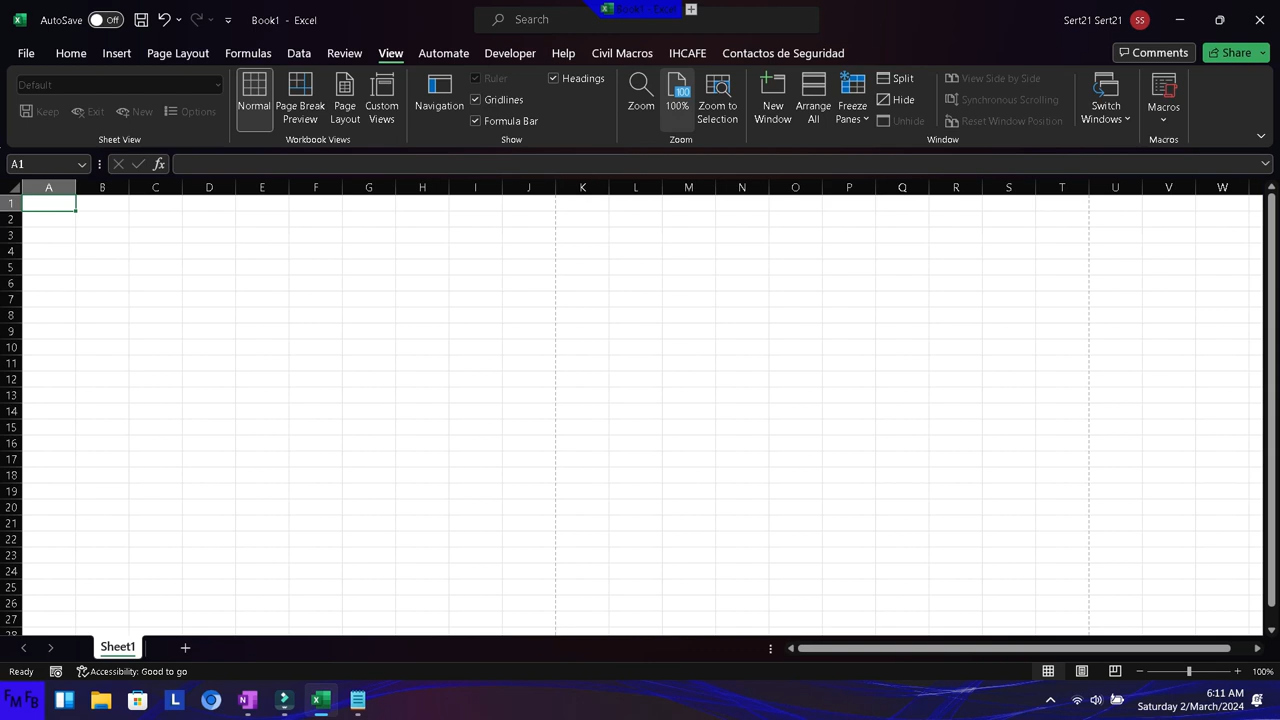 Book1 - Excel
AutoSave Off Book1 - Excel Search Sert21 Sert21 SS
File Home Insert Page Layout Formulas Data Review View Automate Developer Help Civil Macros IHCAFE Contactos de Seguridad Comments Share
Default
Keep Exit New Options
Sheet View
Normal
Page Break Preview
Page Layout
Custom Views
Workbook Views
Navigation
Ruler
Gridlines
Formula Bar
Headings
Show
Zoom
100
100%
Zoom to Selection
Zoom
New Window
Arrange All
Freeze Panes
Split
Hide
Unhide
View Side by Side
Synchronous Scrolling
Reset Window Position
Switch Windows
Window
Macros
Macros
A1 fx
A B C D E F G H I J K L M N O P Q R S T U V W
1
2
3
4
5
6
7
8
9
10
11
12
13
14
15
16
17
18
19
20
21
22
23
24
25
26
27
28
Sheet1
Ready Accessibility: Good to go 100%
FM FB L N 6:11 AM
Saturday 2/March/2024